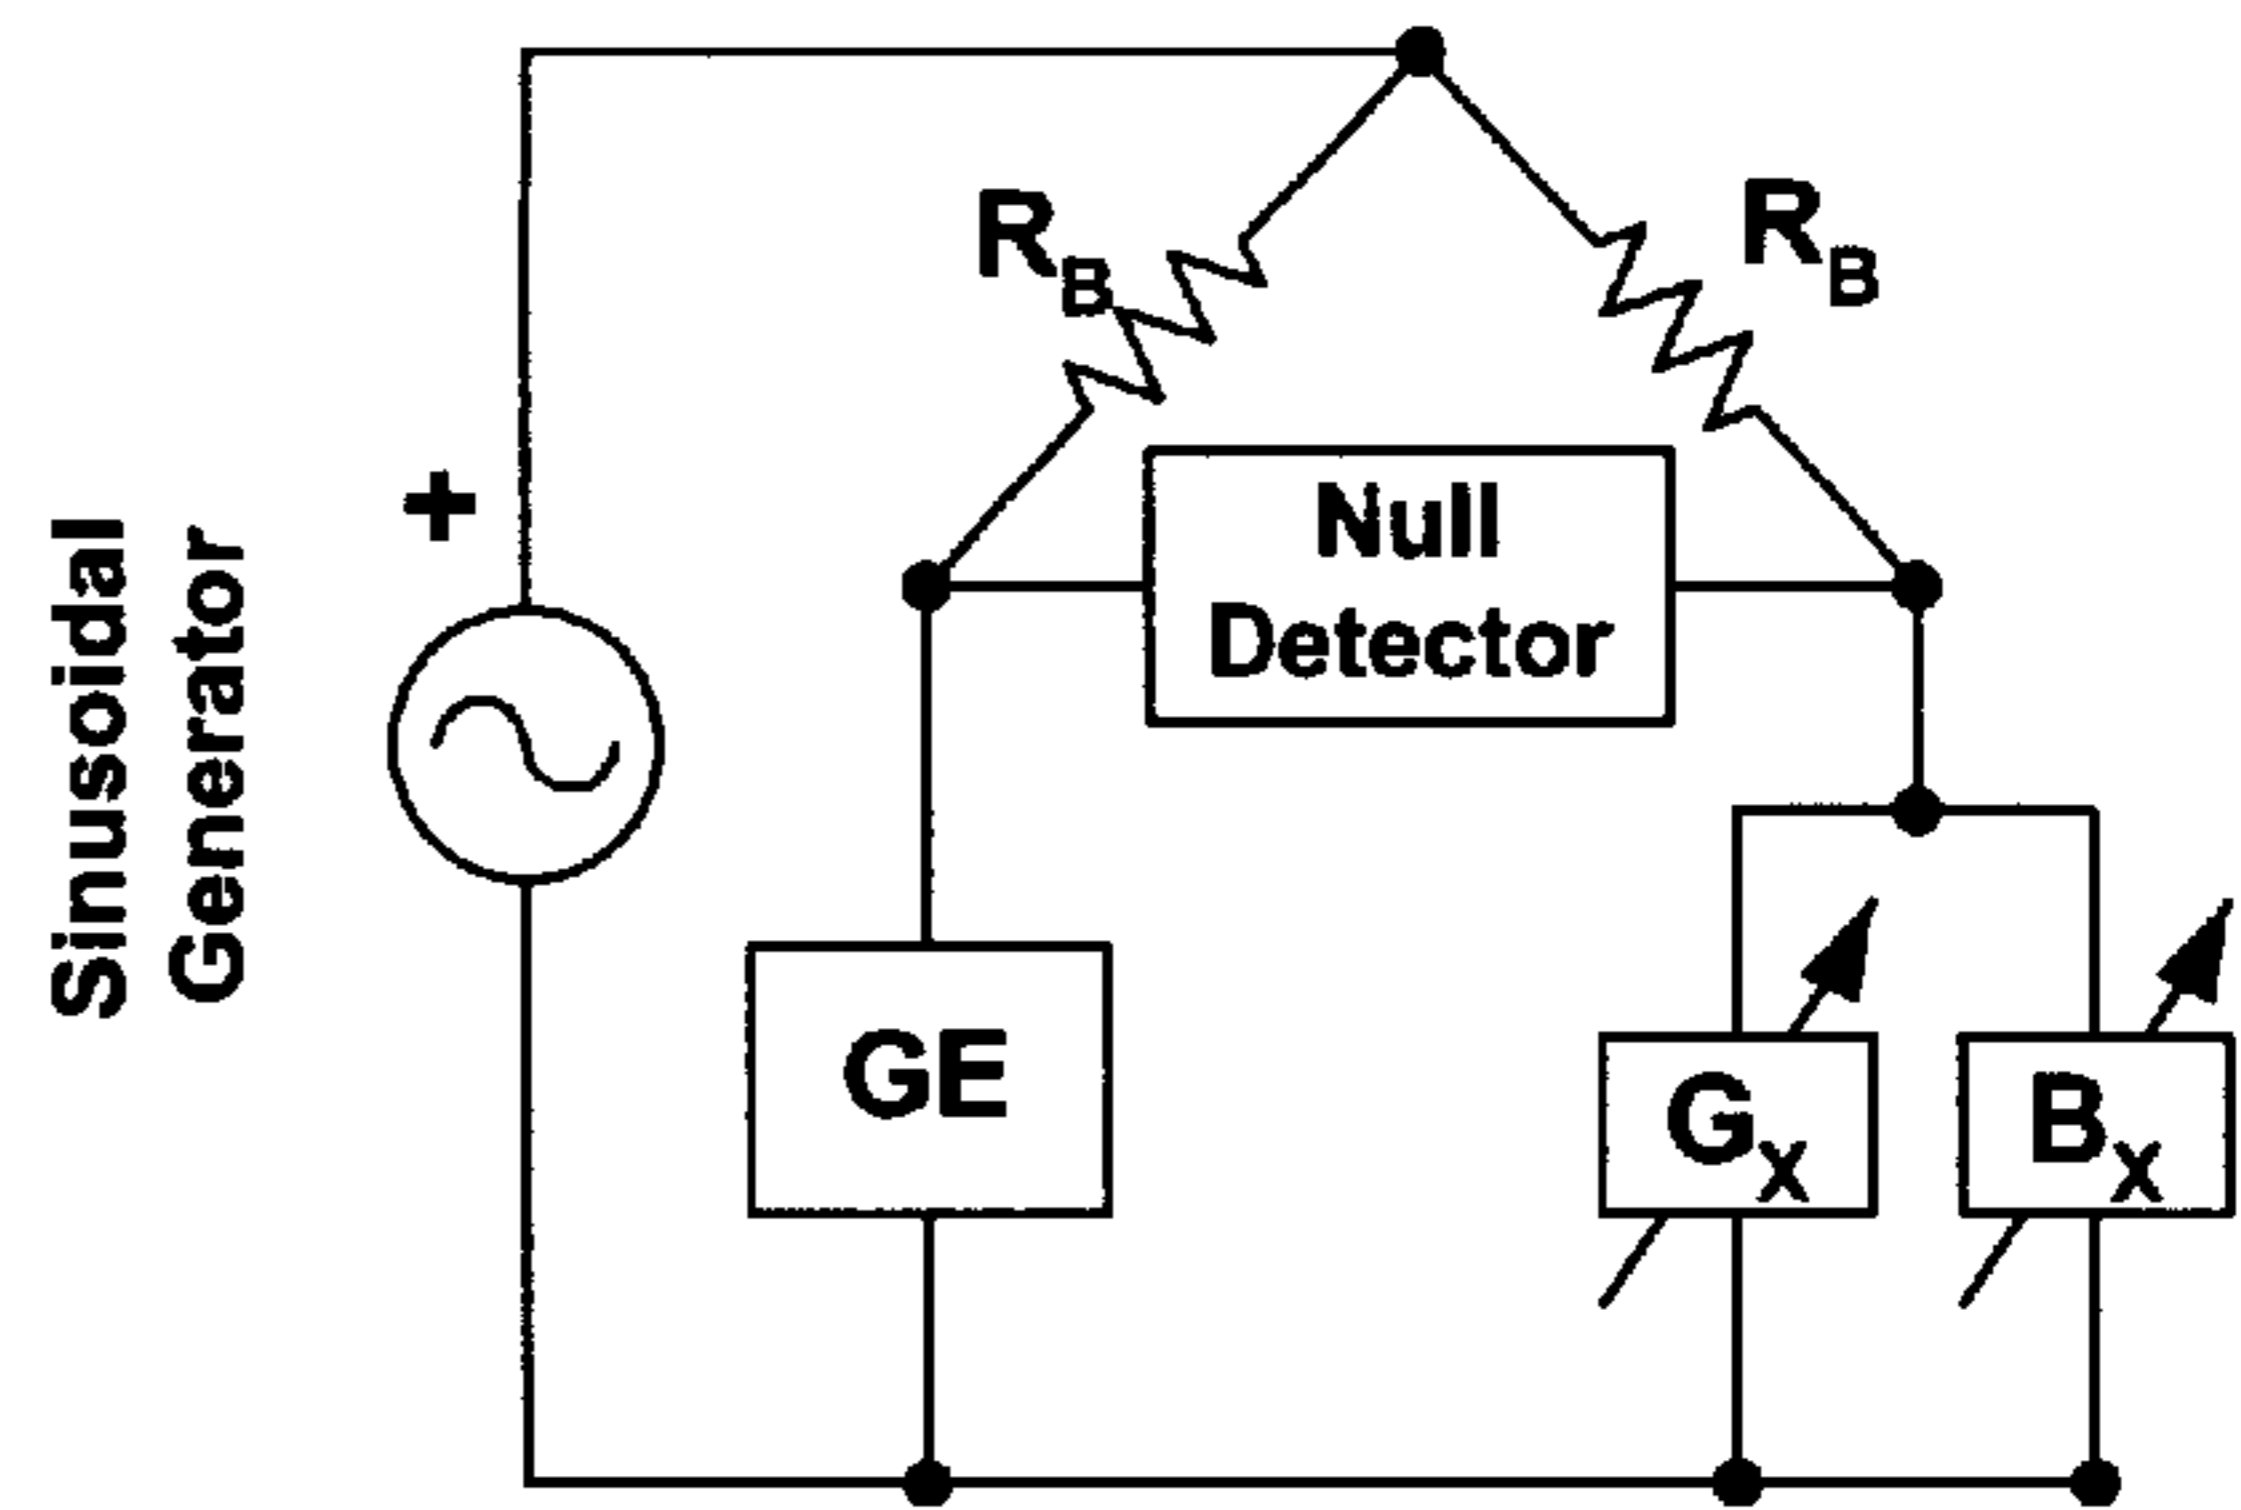 Sinusoidal
Generator
+
R_B
R_B
Null
Detector
GE
G_X
B_X